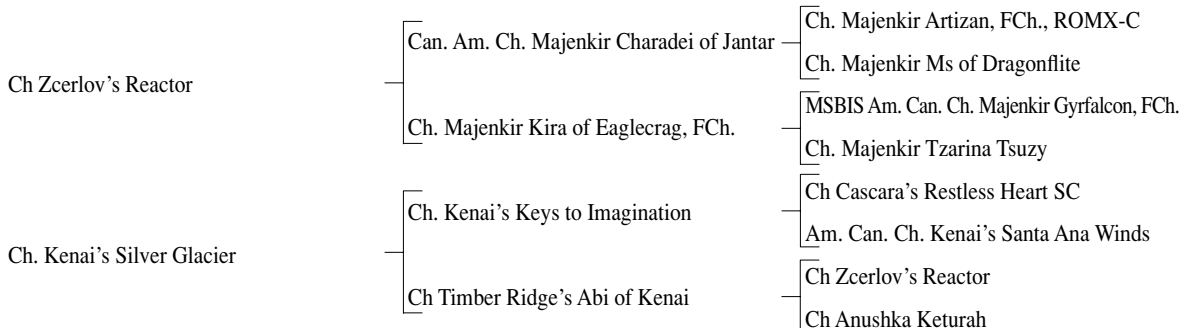 Ch. Majenkir Artizan, FCh., ROMX-C
Can. Am. Ch. Majenkir Charadei of Jantar
Ch. Majenkir Ms of Dragonflite
Ch Zcerlov’s Reactor
MSBIS Am. Can. Ch. Majenkir Gyrfalcon, FCh.
Ch. Majenkir Kira of Eaglecrag, FCh.
Ch. Majenkir Tzarina Tsuzy
Ch Cascara’s Restless Heart SC
Ch. Kenai’s Keys to Imagination
Am. Can. Ch. Kenai’s Santa Ana Winds
Ch. Kenai’s Silver Glacier
Ch Zcerlov’s Reactor
Ch Timber Ridge’s Abi of Kenai
Ch Anushka Keturah